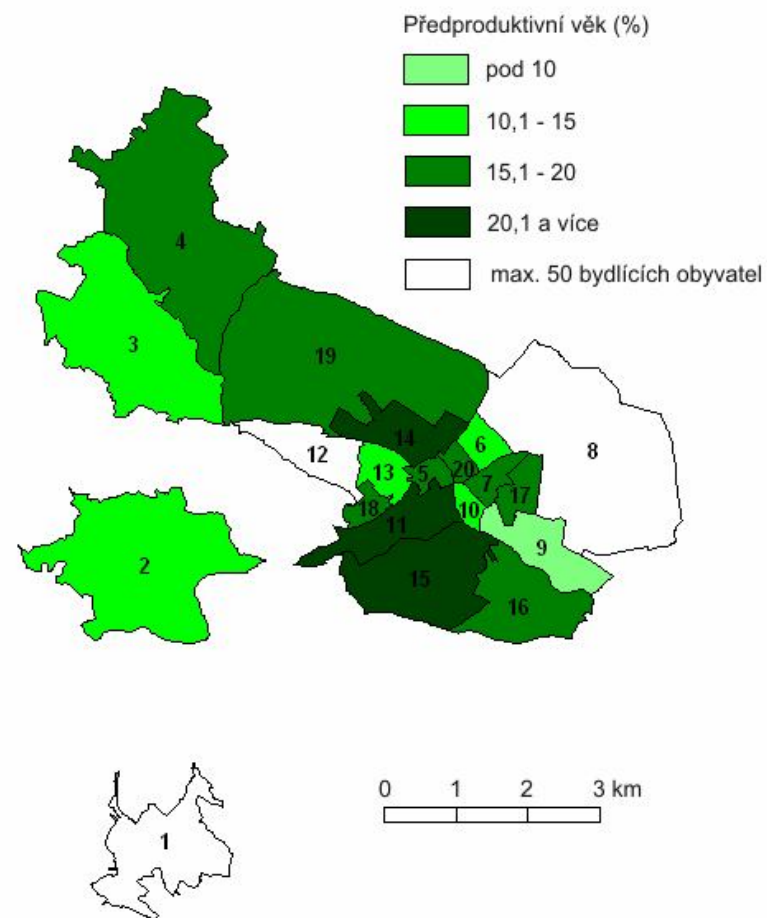 Předproduktivní věk (%)
pod 10
10,1 - 15
15,1 - 20
20,1 a více
max. 50 bydlících obyvatel
4
3
19
14
6
8
12
13
5
20
7
17
18
11
10
9
2
15
16
1
0 1 2 3 km